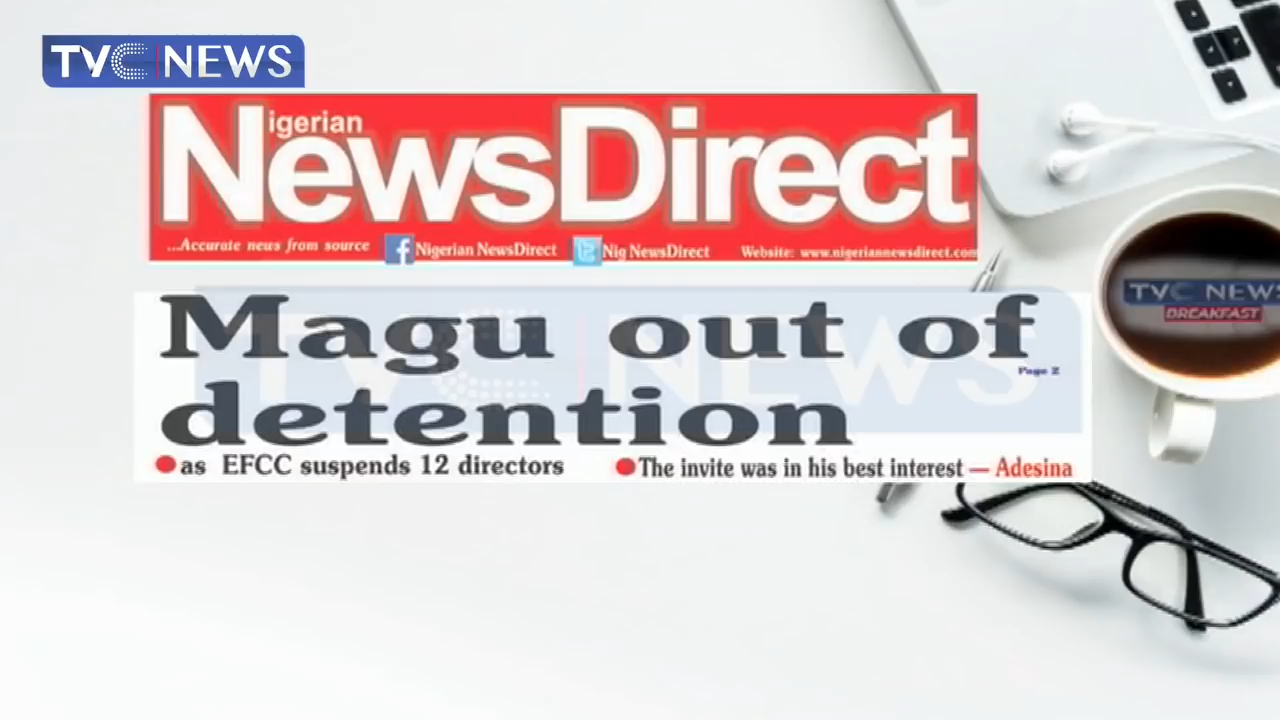 TVC NEWS
Nigerian
NewsDirect
...Accurate news from source Nigerian NewsDirect Nig NewsDirect Website: www.nigeriannewsdirect.com
Magu out of
Page 2
detention
as EFCC suspends 12 directors The invite was in his best interest — Adesina
TVC NEWS
TVC NEWS
BREAKFAST